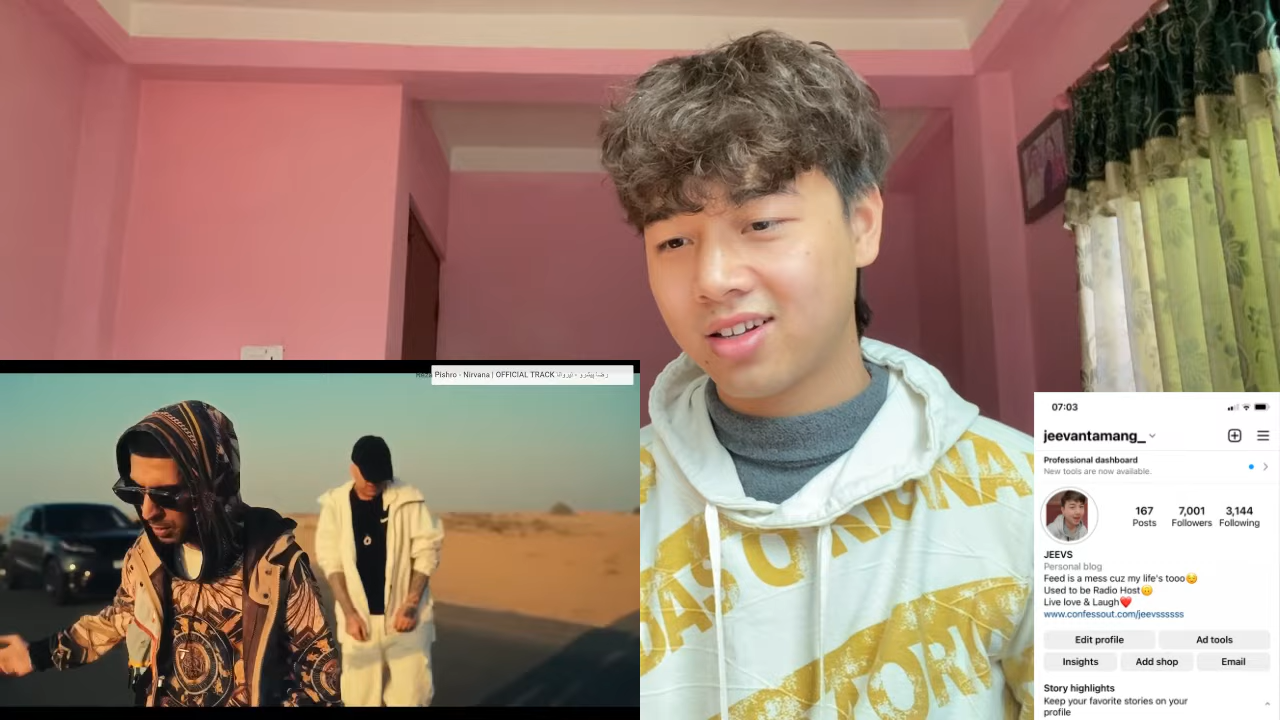 Reza Pishro - Nirvana | OFFICIAL TRACK رضا پیشرو - نیروانا
07:03
jeevantamang_
Professional dashboard
New tools are now available.
167 7,001 3,144
Posts Followers Following
JEEVS
Personal blog
Feed is a mess cuz my life's tooo😔
Used to be Radio Host🙃
Live love & Laugh❤️
www.confessout.com/jeevssssss
Edit profile Ad tools
Insights Add shop Email
Story highlights
Keep your favorite stories on your
profile